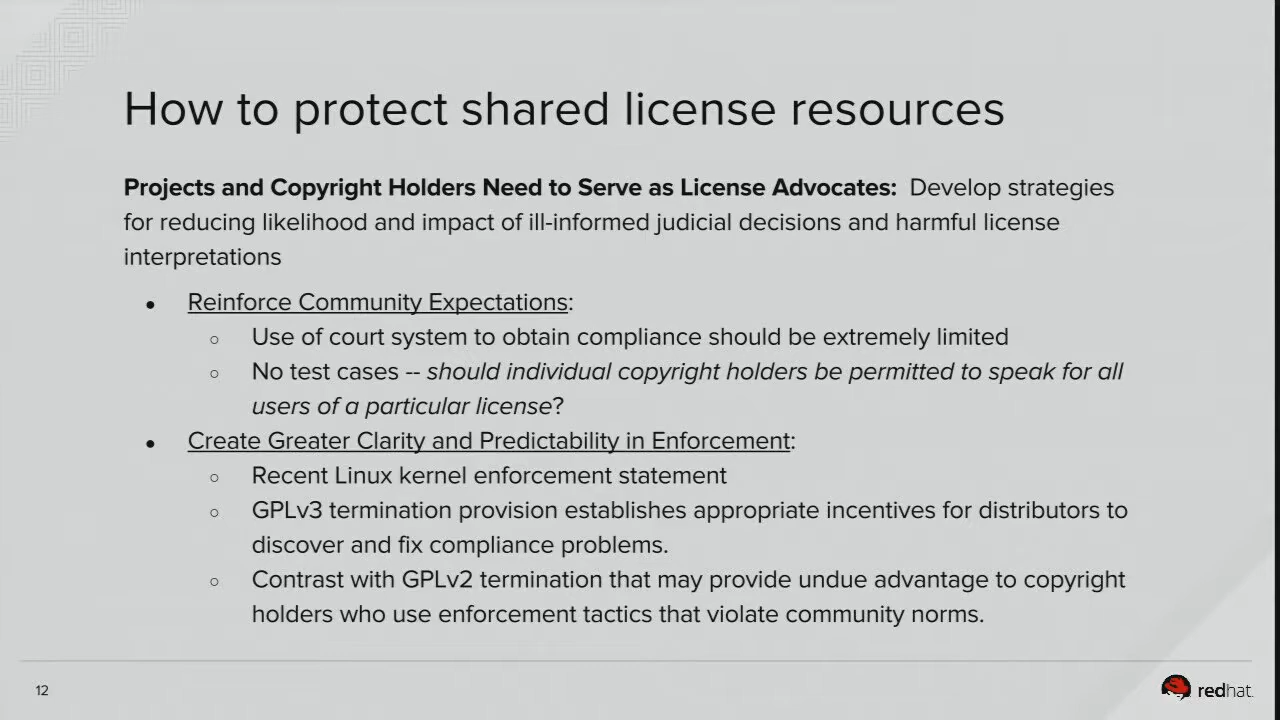 How to protect shared license resources
Projects and Copyright Holders Need to Serve as License Advocates: Develop strategies
for reducing likelihood and impact of ill-informed judicial decisions and harmful license
interpretations
● Reinforce Community Expectations:
○ Use of court system to obtain compliance should be extremely limited
○ No test cases -- should individual copyright holders be permitted to speak for all
users of a particular license?
● Create Greater Clarity and Predictability in Enforcement:
○ Recent Linux kernel enforcement statement
○ GPLv3 termination provision establishes appropriate incentives for distributors to
discover and fix compliance problems.
○ Contrast with GPLv2 termination that may provide undue advantage to copyright
holders who use enforcement tactics that violate community norms.
12
redhat.